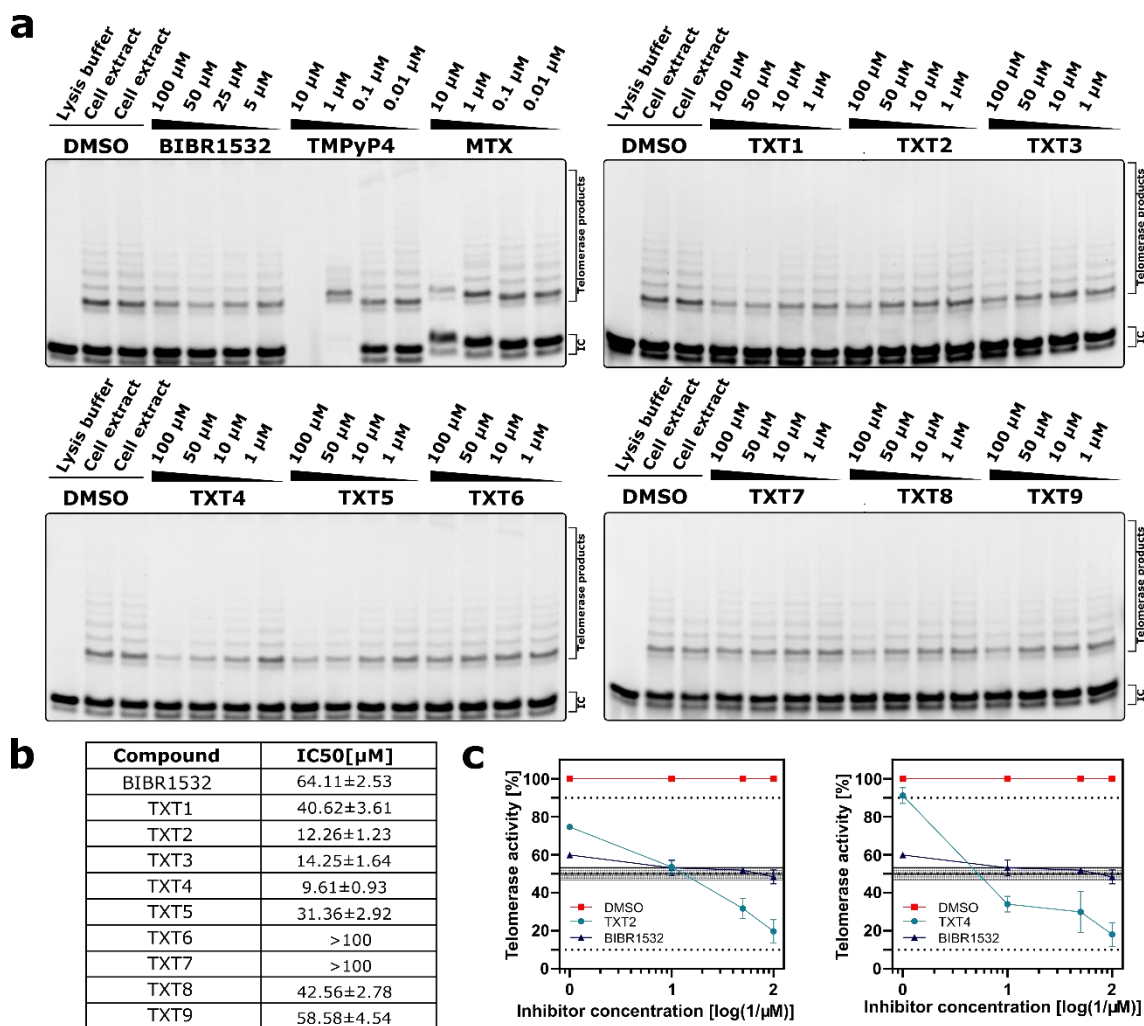 a
Lysis buffer Cell extract Cell extract 100 µM 50 µM 25 µM 5 µM 10 µM 1 µM 0.1 µM 0.01 µM 10 µM 1 µM 0.1 µM 0.01 µM
DMSO BIBR1532 TMPyP4 MTX
Telomerase products
IC
Lysis buffer Cell extract Cell extract 100 µM 50 µM 10 µM 1 µM 100 µM 50 µM 10 µM 1 µM 100 µM 50 µM 10 µM 1 µM
DMSO TXT1 TXT2 TXT3
Telomerase products
IC
Lysis buffer Cell extract Cell extract 100 µM 50 µM 10 µM 1 µM 100 µM 50 µM 10 µM 1 µM 100 µM 50 µM 10 µM 1 µM
DMSO TXT4 TXT5 TXT6
Telomerase products
IC
Lysis buffer Cell extract Cell extract 100 µM 50 µM 10 µM 1 µM 100 µM 50 µM 10 µM 1 µM 100 µM 50 µM 10 µM 1 µM
DMSO TXT7 TXT8 TXT9
Telomerase products
IC
b
Compound IC50[µM]
BIBR1532 64.11±2.53
TXT1 40.62±3.61
TXT2 12.26±1.23
TXT3 14.25±1.64
TXT4 9.61±0.93
TXT5 31.36±2.92
TXT6 >100
TXT7 >100
TXT8 42.56±2.78
TXT9 58.58±4.54
c
Telomerase activity [%]
100
80
60
40
20
0
DMSO
TXT2
BIBR1532
0 1 2
Inhibitor concentration [log(1/µM)]
Telomerase activity [%]
100
80
60
40
20
0
DMSO
TXT4
BIBR1532
0 1 2
Inhibitor concentration [log(1/µM)]